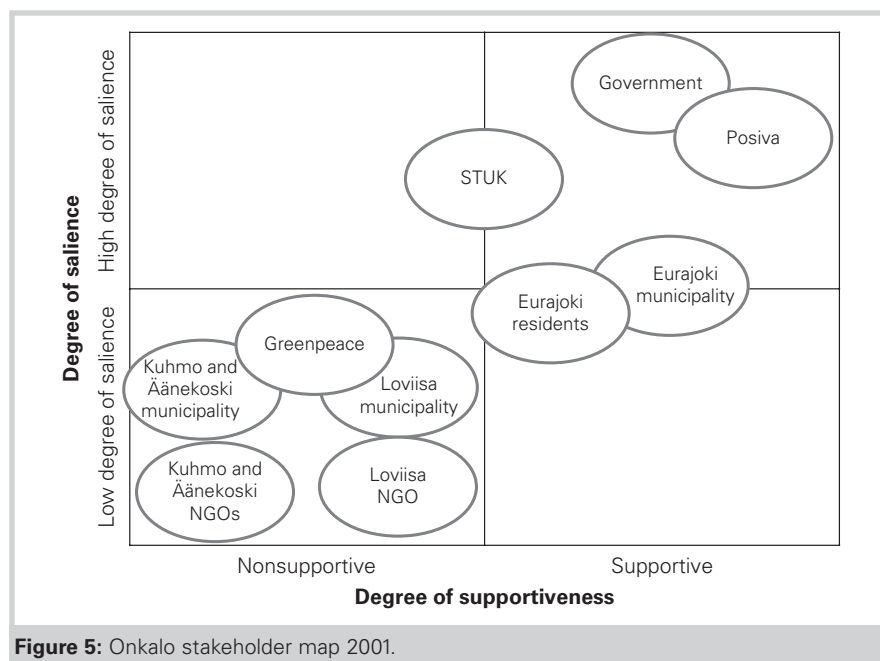 High degree of salience
Low degree of salience
Degree of salience
Government
Posiva
STUK
Eurajoki
municipality
Eurajoki
residents
Greenpeace
Kuhmo and
Äänekoski
municipality
Loviisa
municipality
Kuhmo and
Äänekoski
NGOs
Loviisa
NGO
Nonsupportive
Supportive
Degree of supportiveness
Figure 5: Onkalo stakeholder map 2001.